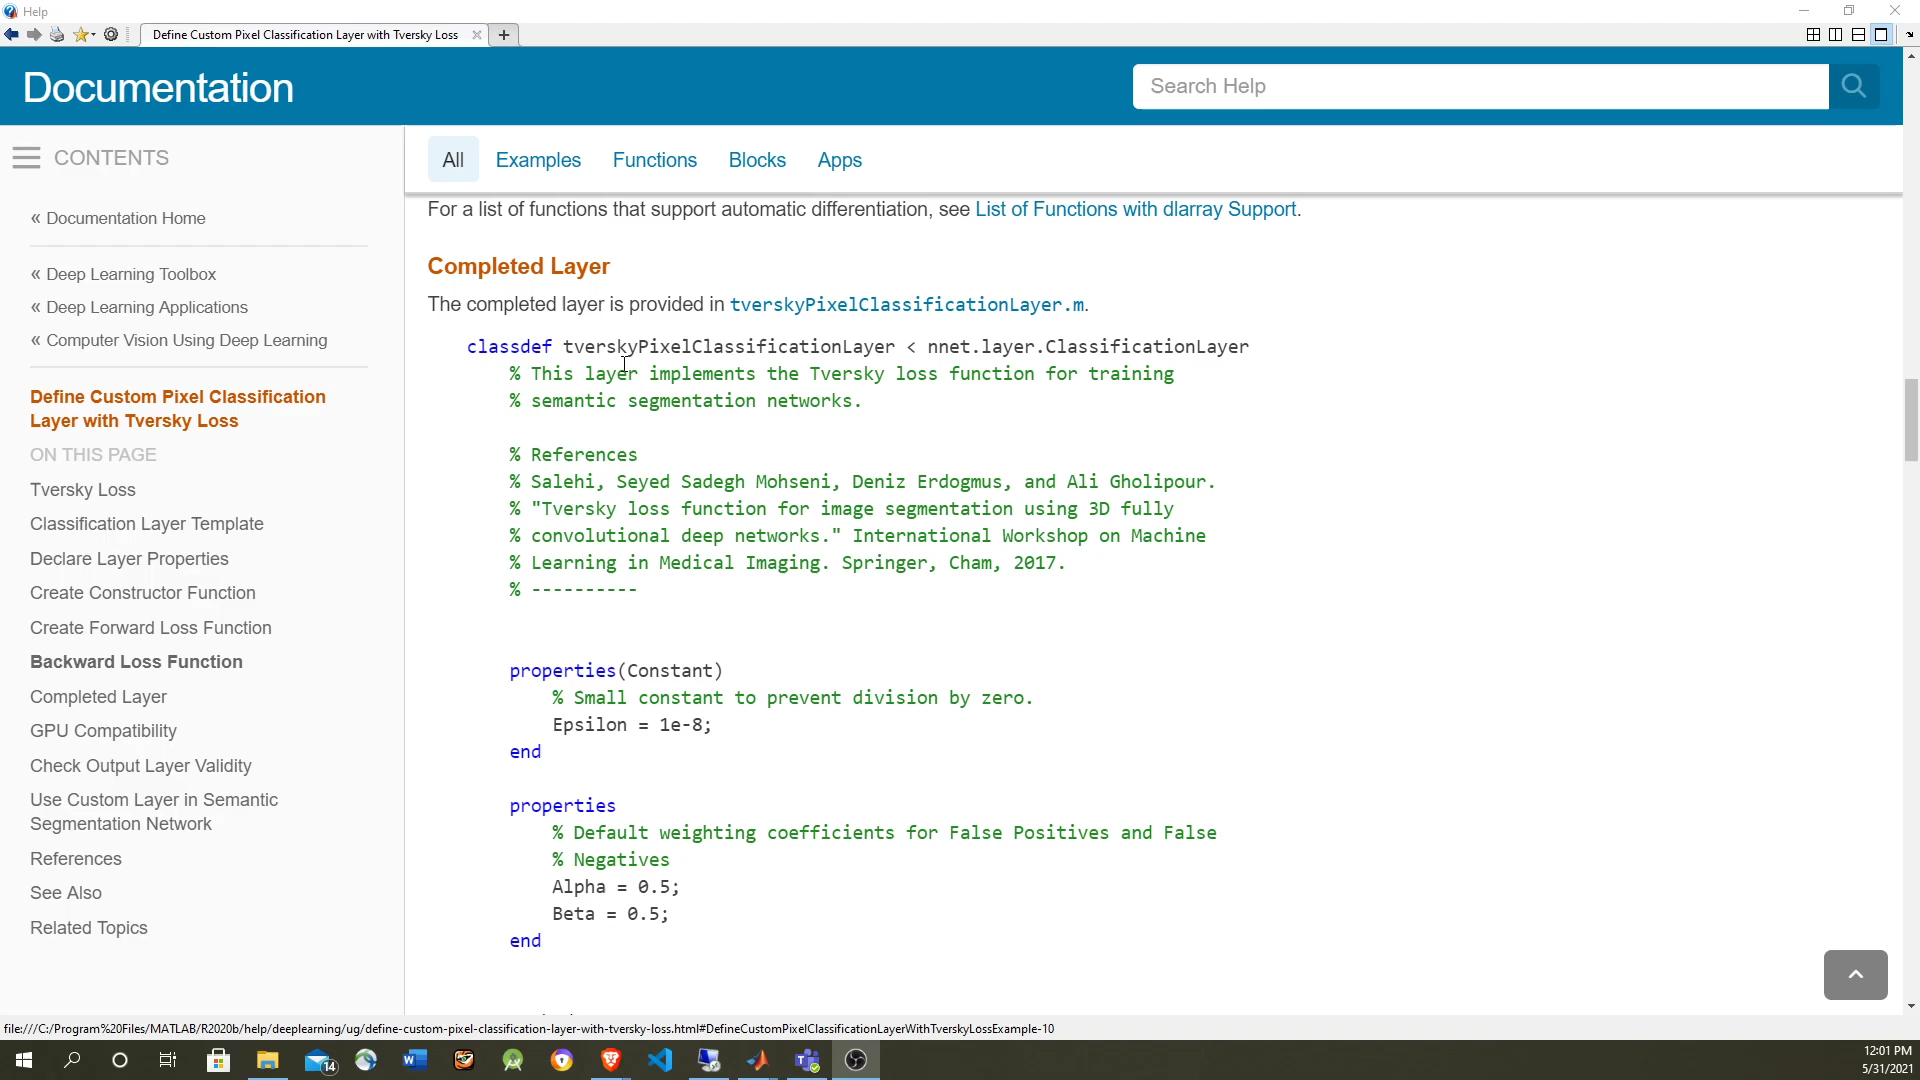 Help
Define Custom Pixel Classification Layer with Tversky Loss
Documentation
Search Help
CONTENTS
« Documentation Home
« Deep Learning Toolbox
« Deep Learning Applications
« Computer Vision Using Deep Learning
Define Custom Pixel Classification
Layer with Tversky Loss
ON THIS PAGE
Tversky Loss
Classification Layer Template
Declare Layer Properties
Create Constructor Function
Create Forward Loss Function
Backward Loss Function
Completed Layer
GPU Compatibility
Check Output Layer Validity
Use Custom Layer in Semantic
Segmentation Network
References
See Also
Related Topics
All Examples Functions Blocks Apps
For a list of functions that support automatic differentiation, see List of Functions with dlarray Support.
Completed Layer
The completed layer is provided in tverskyPixelClassificationLayer.m.
classdef tverskyPixelClassificationLayer < nnet.layer.ClassificationLayer
% This layer implements the Tversky loss function for training
% semantic segmentation networks.
% References
% Salehi, Seyed Sadegh Mohseni, Deniz Erdogmus, and Ali Gholipour.
% "Tversky loss function for image segmentation using 3D fully
% convolutional deep networks." International Workshop on Machine
% Learning in Medical Imaging. Springer, Cham, 2017.
% ----------
properties(Constant)
% Small constant to prevent division by zero.
Epsilon = 1e-8;
end
properties
% Default weighting coefficients for False Positives and False
% Negatives
Alpha = 0.5;
Beta = 0.5;
end
file:///C:/Program%20Files/MATLAB/R2020b/help/deeplearning/ug/define-custom-pixel-classification-layer-with-tversky-loss.html#DefineCustomPixelClassificationLayerWithTverskyLossExample-10
14
12:01 PM
5/31/2021